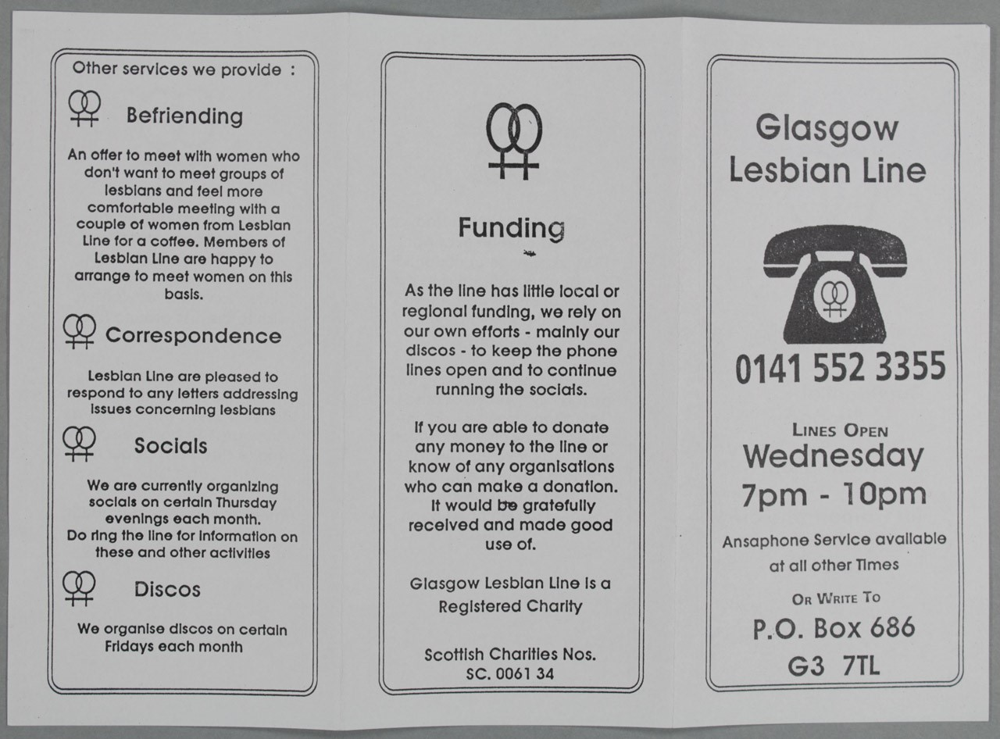 Other services we provide :
Befriending
An offer to meet with women who
don't want to meet groups of
lesbians and feel more
comfortable meeting with a
couple of women from Lesbian
Line for a coffee. Members of
Lesbian Line are happy to
arrange to meet women on this
basis.
Correspondence
Lesbian Line are pleased to
respond to any letters addressing
issues concerning lesbians
Socials
We are currently organizing
socials on certain Thursday
evenings each month.
Do ring the line for information on
these and other activities
Discos
We organise discos on certain
Fridays each month
Funding
As the line has little local or
regional funding, we rely on
our own efforts - mainly our
discos - to keep the phone
lines open and to continue
running the socials.
If you are able to donate
any money to the line or
know of any organisations
who can make a donation.
It would be gratefully
received and made good
use of.
Glasgow Lesbian Line is a
Registered Charity
Scottish Charities Nos.
SC. 0061 34
Glasgow
Lesbian Line
0141 552 3355
LINES OPEN
Wednesday
7pm - 10pm
Ansaphone Service available
at all other Times
OR WRITE TO
P.O. Box 686
G3 7TL